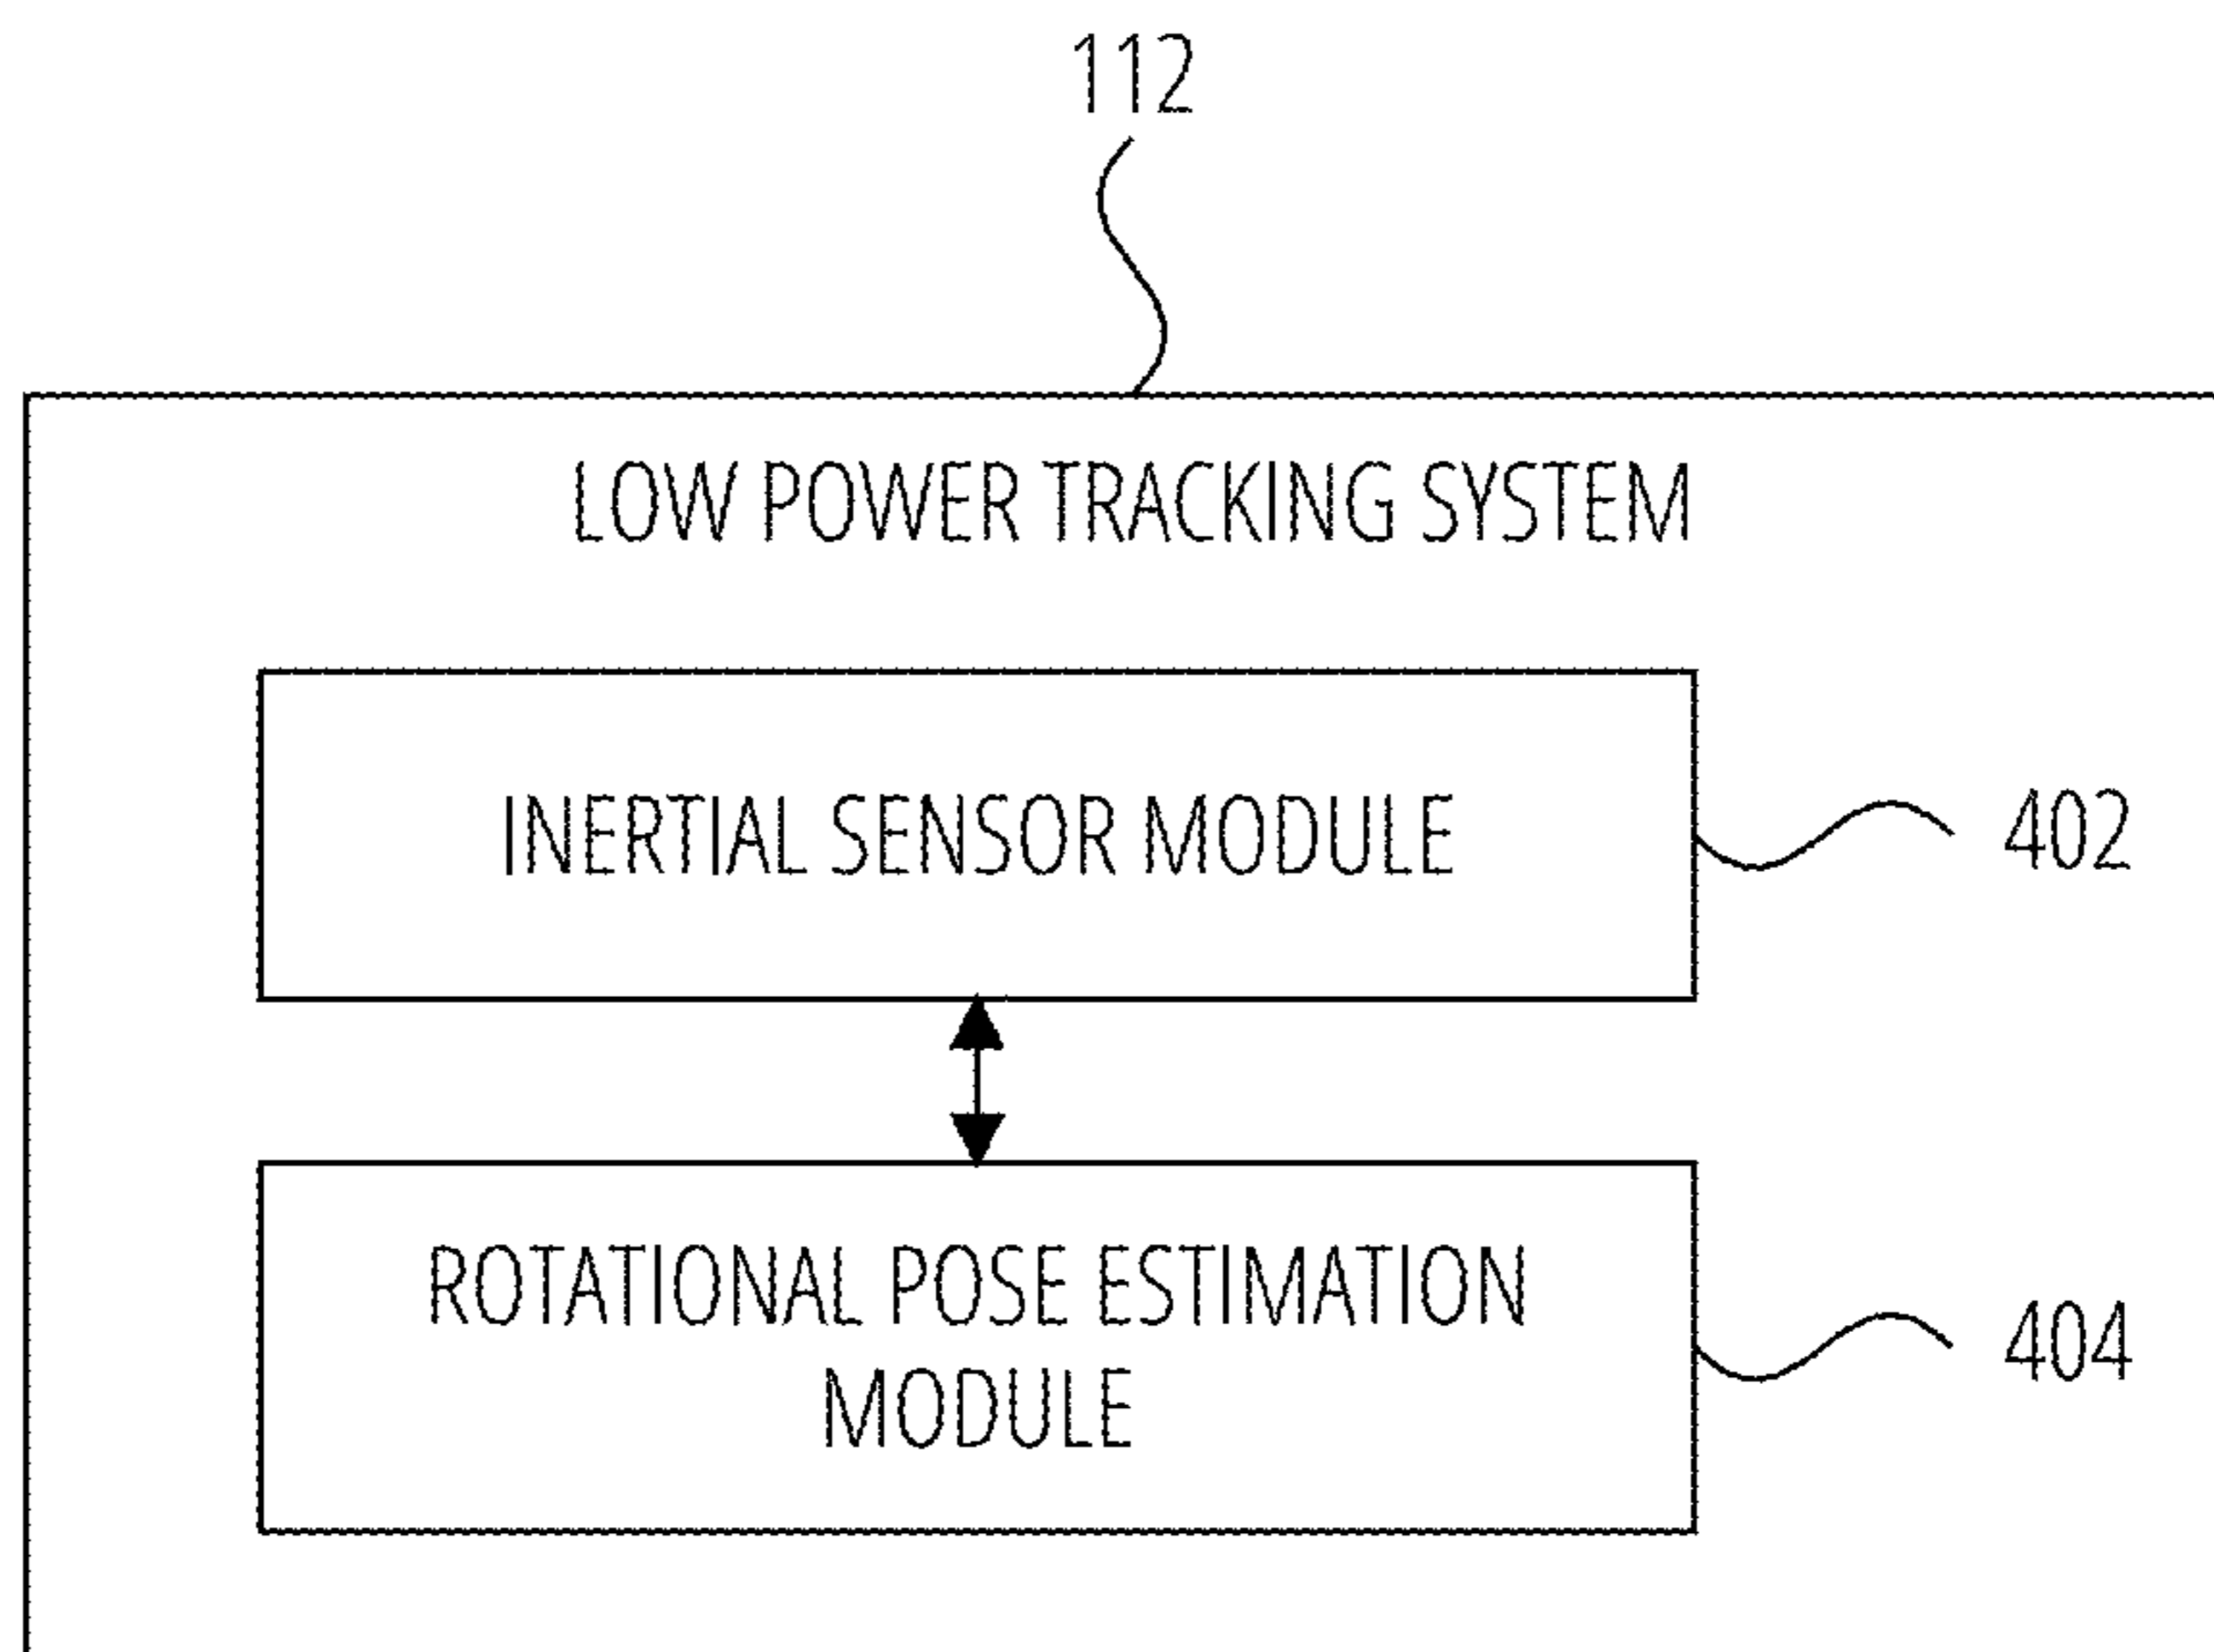 112
LOW POWER TRACKING SYSTEM
INERTIAL SENSOR MODULE
402
ROTATIONAL POSE ESTIMATION
MODULE
404